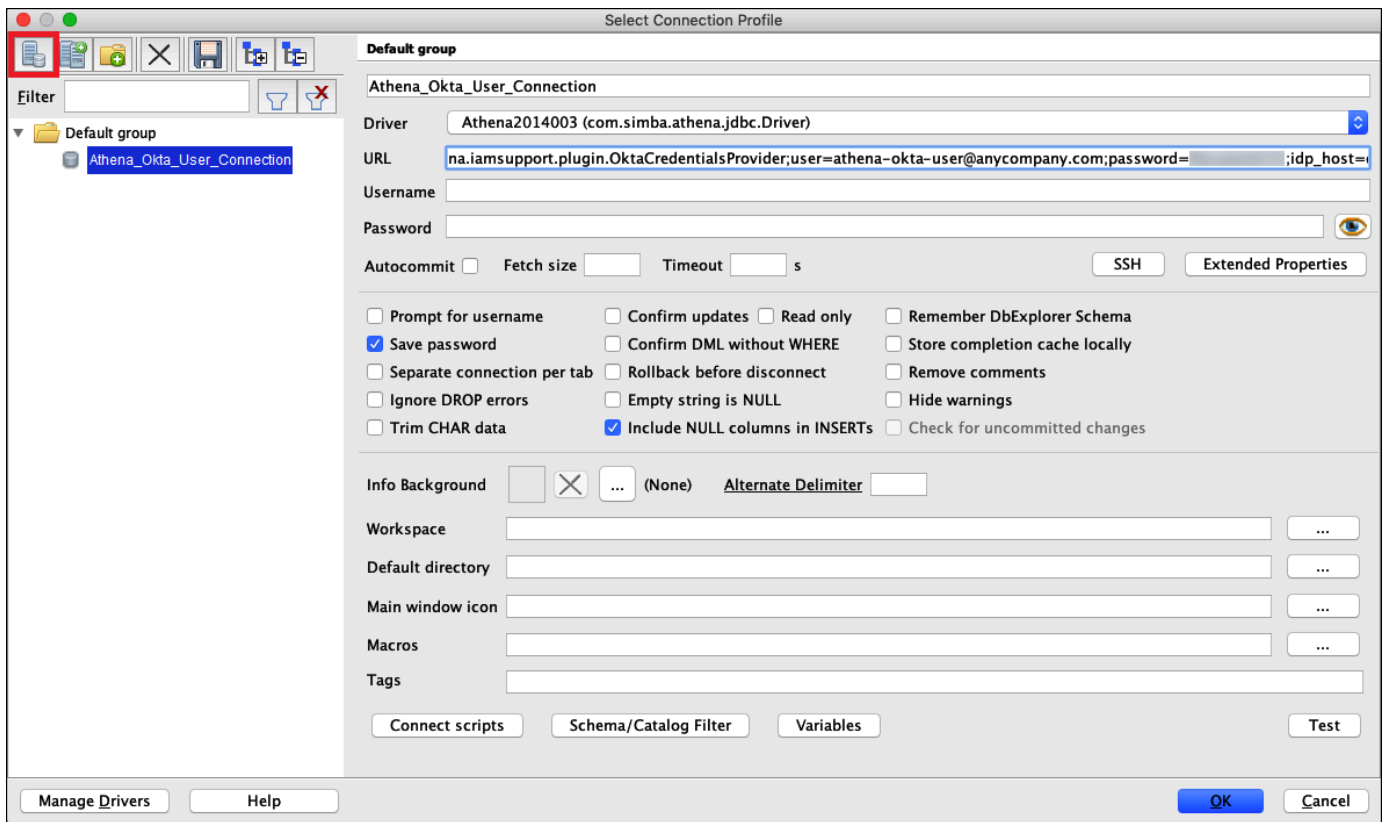 Select Connection Profile
Default group
Filter
Default group
Athena_Okta_User_Connection
Athena_Okta_User_Connection
Driver Athena2014003 (com.simba.athena.jdbc.Driver)
URL na.iamsupport.plugin.OktaCredentialsProvider;user=athena-okta-user@anycompany.com;password= ;idp_host=
Username
Password
Autocommit Fetch size Timeout s SSH Extended Properties
Prompt for username Confirm updates Read only Remember DbExplorer Schema
Save password Confirm DML without WHERE Store completion cache locally
Separate connection per tab Rollback before disconnect Remove comments
Ignore DROP errors Empty string is NULL Hide warnings
Trim CHAR data Include NULL columns in INSERTs Check for uncommitted changes
Info Background ... (None) Alternate Delimiter
Workspace ...
Default directory ...
Main window icon ...
Macros ...
Tags
Connect scripts Schema/Catalog Filter Variables Test
Manage Drivers Help OK Cancel